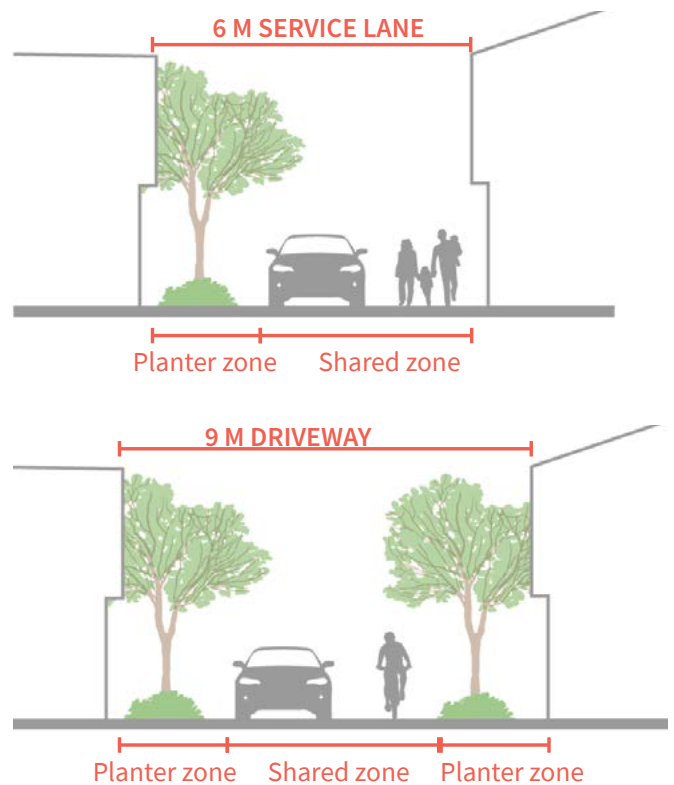 6 M SERVICE LANE
Planter zone Shared zone
9 M DRIVEWAY
Planter zone Shared zone Planter zone